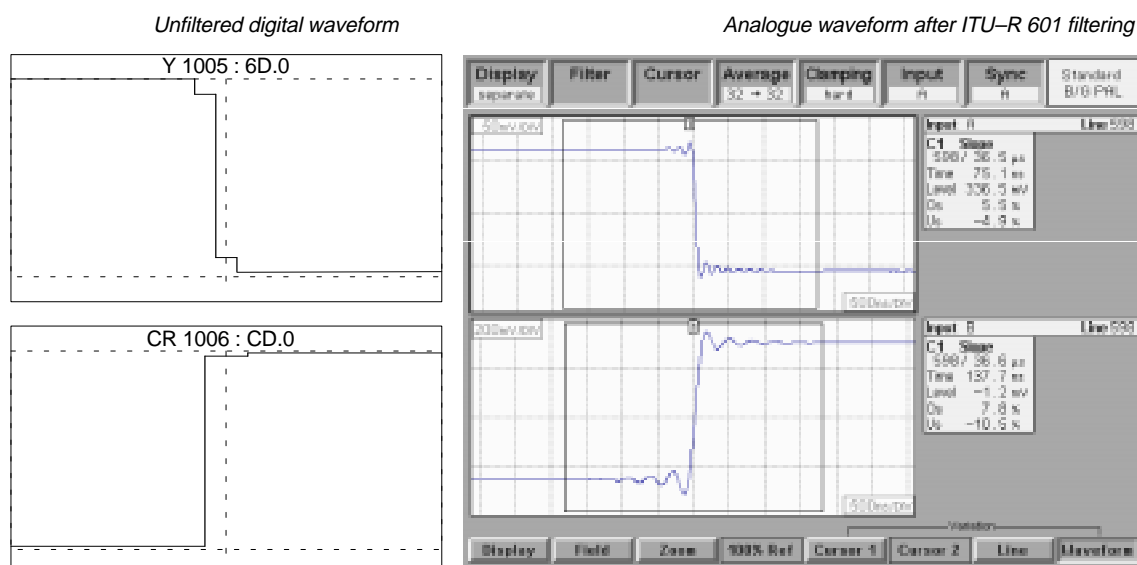 Unfiltered digital waveform
Analogue waveform after ITU–R 601 filtering
Y 1005 : 6D.0
CR 1006 : CD.0
Display
separate
Filter
Cursor
Average
32 → 32
Clamping
hard
Input
A
Sync
A
Standard
B/G PAL
50mV/DIV
500ns/DIV
Input A Line 598
C1 Slope
598/ 36.5 µs
Time 75.1 ns
Level 336.5 mV
Os 5.5 %
Us -4.9 %
200mV/DIV
500ns/DIV
Input B Line 598
C1 Slope
598/ 36.6 µs
Time 137.7 ns
Level -1.2 mV
Os 7.8 %
Us -10.5 %
Variation
Display
Field
Zoom
100% Ref
Cursor 1
Cursor 2
Line
Waveform